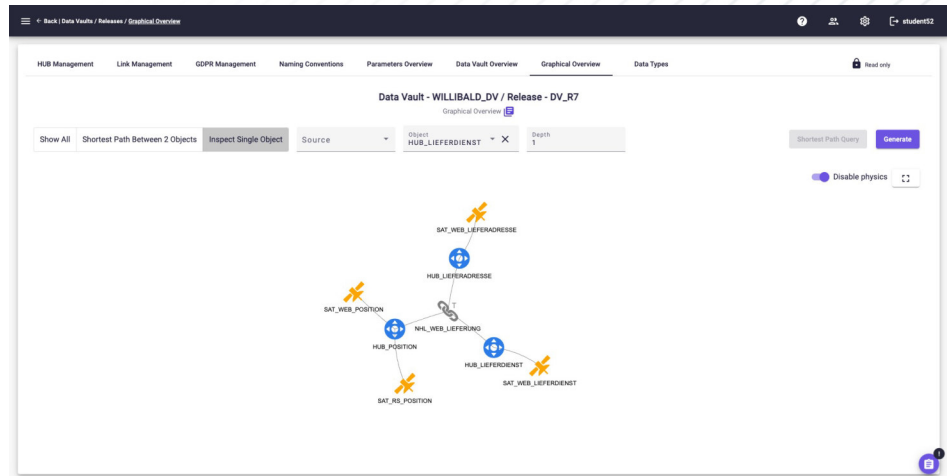 ← Back | Data Vaults / Releases / Graphical Overview
student52
HUB Management Link Management GDPR Management Naming Conventions Parameters Overview Data Vault Overview Graphical Overview Data Types Read only
Data Vault - WILLIBALD_DV / Release - DV_R7
Graphical Overview
Show All Shortest Path Between 2 Objects Inspect Single Object Source Object HUB_LIEFERDIENST Depth 1 Shortest Path Query Generate
Disable physics
SAT_WEB_LIEFERADRESSE
HUB_LIEFERADRESSE
SAT_WEB_POSITION
T
NHL_WEB_LIEFERUNG
HUB_POSITION
HUB_LIEFERDIENST
SAT_WEB_LIEFERDIENST
SAT_RS_POSITION